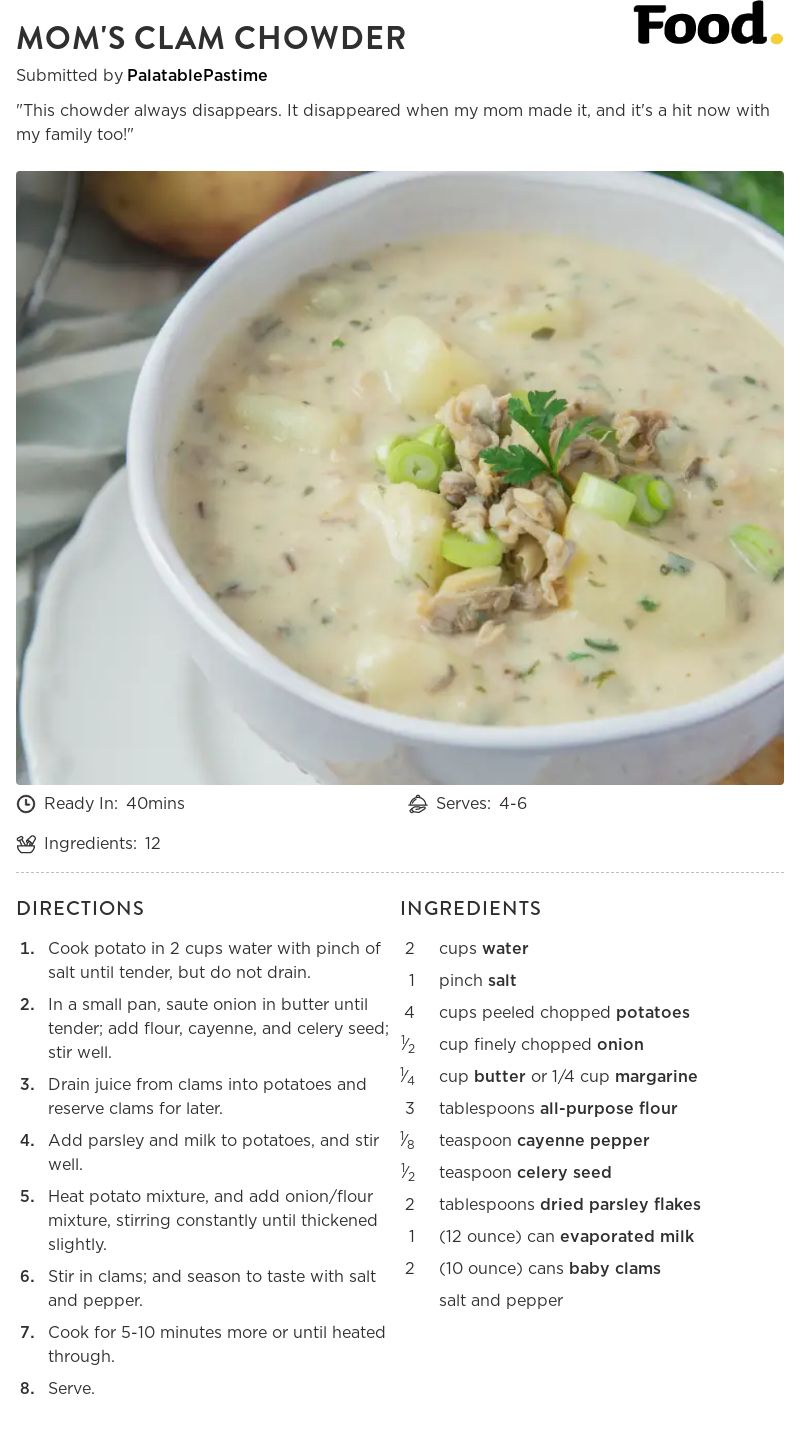 MOM'S CLAM CHOWDER
Food.
Submitted by PalatablePastime
"This chowder always disappears. It disappeared when my mom made it, and it's a hit now with
my family too!"
Ready In: 40mins
Serves: 4-6
Ingredients: 12
DIRECTIONS
1. Cook potato in 2 cups water with pinch of
salt until tender, but do not drain.
2. In a small pan, saute onion in butter until
tender; add flour, cayenne, and celery seed;
stir well.
3. Drain juice from clams into potatoes and
reserve clams for later.
4. Add parsley and milk to potatoes, and stir
well.
5. Heat potato mixture, and add onion/flour
mixture, stirring constantly until thickened
slightly.
6. Stir in clams; and season to taste with salt
and pepper.
7. Cook for 5-10 minutes more or until heated
through.
8. Serve.
INGREDIENTS
2 cups water
1 pinch salt
4 cups peeled chopped potatoes
1⁄2 cup finely chopped onion
1⁄4 cup butter or 1/4 cup margarine
3 tablespoons all-purpose flour
1⁄8 teaspoon cayenne pepper
1⁄2 teaspoon celery seed
2 tablespoons dried parsley flakes
1 (12 ounce) can evaporated milk
2 (10 ounce) cans baby clams
salt and pepper